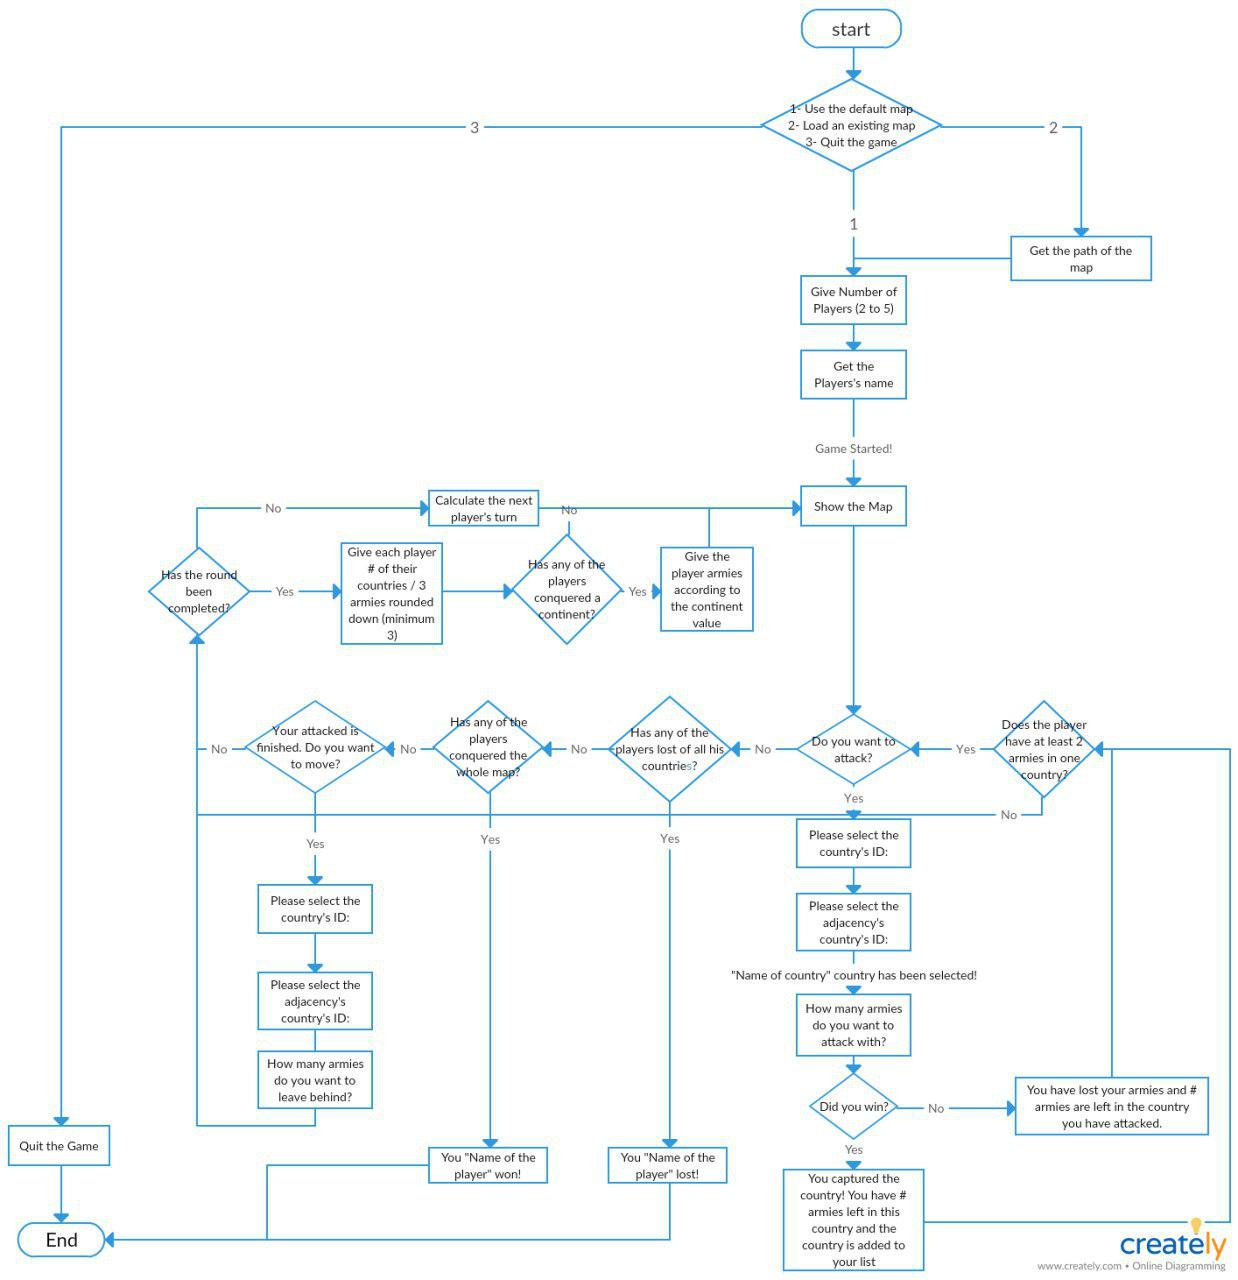 start
1- Use the default map
2- Load an existing map
3- Quit the game
3
2
1
Get the path of the
map
Give Number of
Players (2 to 5)
Get the
Players's name
Game Started!
Show the Map
Calculate the next
player's turn
No
No
Has the round
been
completed?
Yes
Give each player
# of their
countries / 3
armies rounded
down (minimum
3)
Has any of the
players
conquered a
continent?
Yes
Give the
player armies
according to
the continent
value
No
Your attacked is
finished. Do you want
to move?
No
Has any of the
players
conquered the
whole map?
No
Has any of the
players lost of all his
countries?
No
Do you want to
attack?
Yes
Does the player
have at least 2
armies in one
country?
No
Yes
Yes
Yes
Yes
Please select the
country's ID:
Please select the
adjacency's
country's ID:
How many armies
do you want to
leave behind?
Please select the
country's ID:
Please select the
adjacency's
country's ID:
"Name of country" country has been selected!
How many armies
do you want to
attack with?
Did you win?
No
You have lost your armies and #
armies are left in the country
you have attacked.
Yes
You captured the
country! You have #
armies left in this
country and the
country is added to
your list
You "Name of the
player" won!
You "Name of the
player" lost!
Quit the Game
End
creately
www.creately.com • Online Diagramming